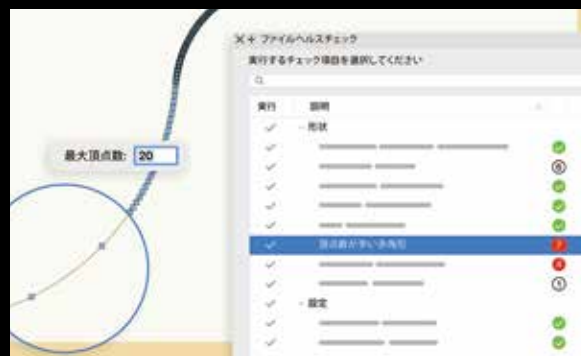 ファイルヘルスチェック
実行するチェック項目を選択してください
実行 説明
形状
最大頂点数: 20
頂点数が多い多角形
設定